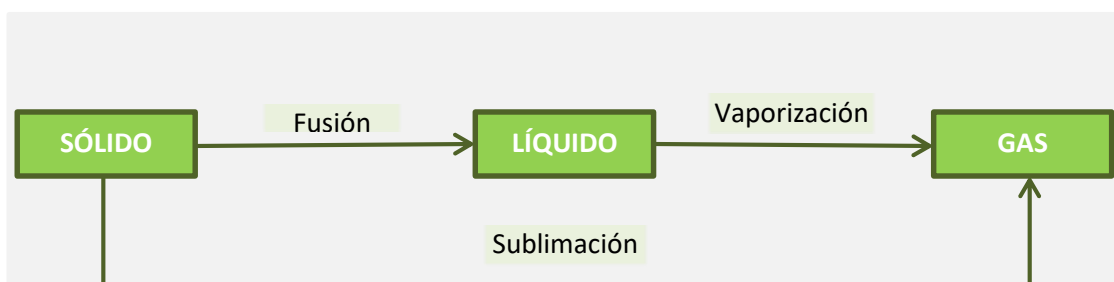 Vaporización
Fusión
SÓLIDO
LÍQUIDO
GAS
Sublimación